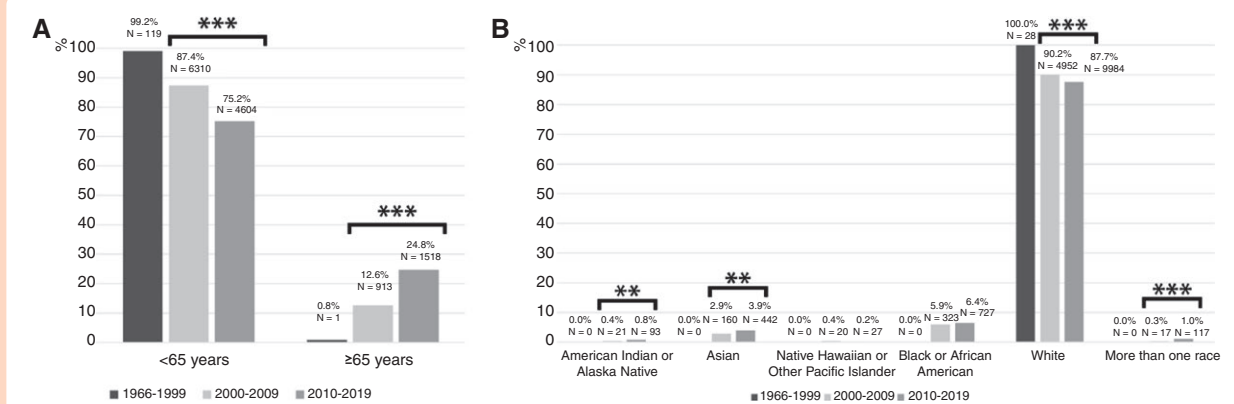 A
%
100
90
80
70
60
50
40
30
20
10
0
99.2%
N = 119
87.4%
N = 6310
75.2%
N = 4604
***
0.8%
N = 1
12.6%
N = 913
24.8%
N = 1518
***
<65 years
≥65 years
1966-1999 2000-2009 2010-2019
B
%
100
90
80
70
60
50
40
30
20
10
0
0.0%
N = 0
0.4%
N = 21
0.8%
N = 93
**
0.0%
N = 0
2.9%
N = 160
3.9%
N = 442
**
0.0%
N = 0
0.4%
N = 20
0.2%
N = 27
0.0%
N = 0
5.9%
N = 323
6.4%
N = 727
100.0%
N = 28
90.2%
N = 4952
87.7%
N = 9984
***
0.0%
N = 0
0.3%
N = 17
1.0%
N = 117
***
American Indian or
Alaska Native
Asian
Native Hawaiian or
Other Pacific Islander
Black or African
American
White
More than one race
1966-1999 2000-2009 2010-2019